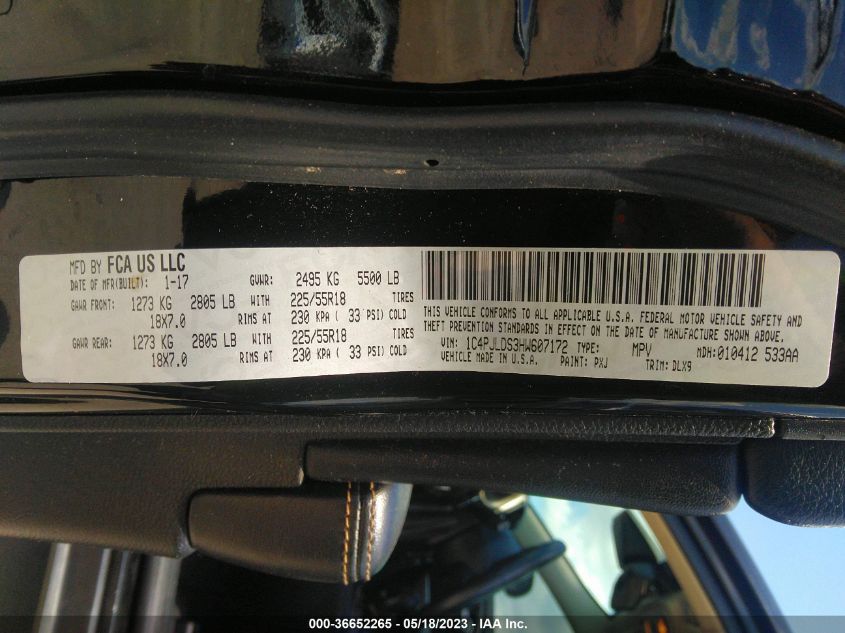 MFD BY FCA US LLC
DATE OF MFR(BUILT): 1-17 GVWR: 2495 KG 5500 LB
GAWR FRONT: 1273 KG 2805 LB WITH 225/55R18 TIRES
18X7.0 RIMS AT 230 KPA ( 33 PSI) COLD
GAWR REAR: 1273 KG 2805 LB WITH 225/55R18 TIRES
18X7.0 RIMS AT 230 KPA ( 33 PSI) COLD
THIS VEHICLE CONFORMS TO ALL APPLICABLE U.S.A. FEDERAL MOTOR VEHICLE SAFETY AND
THEFT PREVENTION STANDARDS IN EFFECT ON THE DATE OF MANUFACTURE SHOWN ABOVE.
VIN: 1C4PJLDS3HW607172 TYPE: MPV MDH:010412 533AA
VEHICLE MADE IN U.S.A. PAINT: PXJ TRIM: DLX9
000-36652265 - 05/18/2023 - IAA Inc.